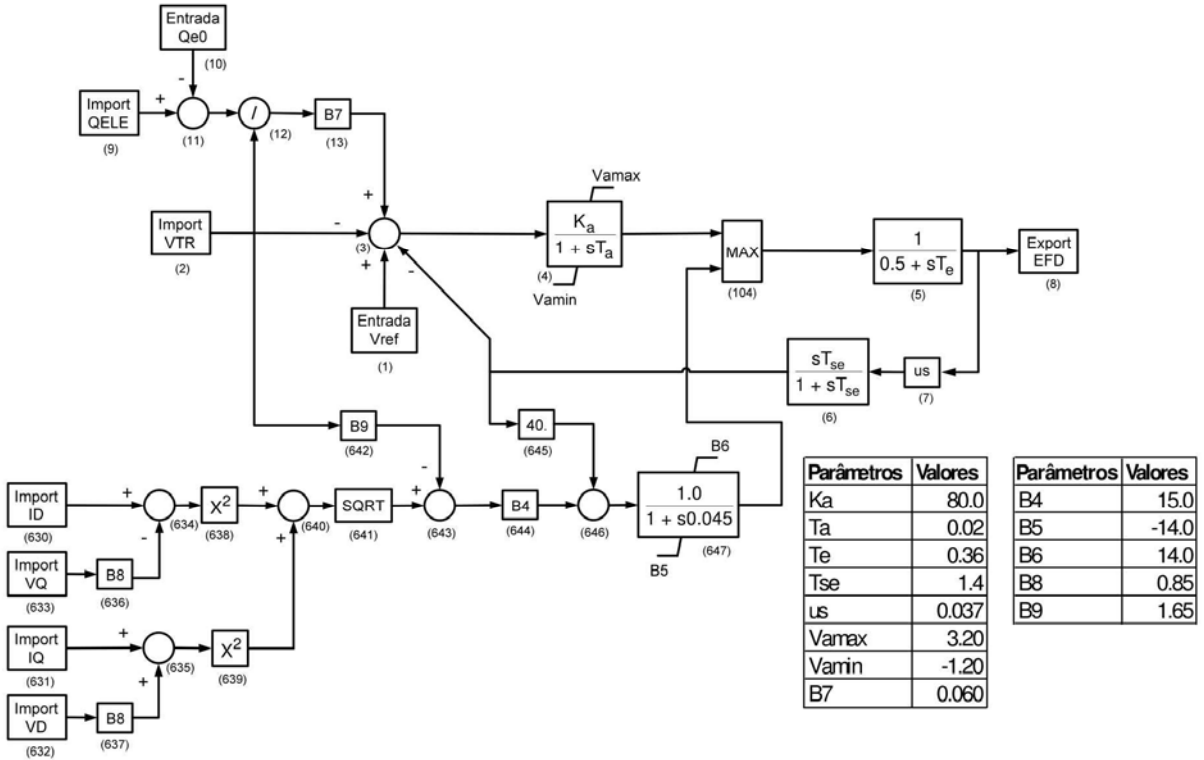 Entrada
Qe0
(10)
-
+
Import
QELE
(9)
(11)
/
(12)
B7
(13)
+
Import
VTR
(2)
-
(3)
+
-
Entrada
Vref
(1)
Vamax
Ka
1 + sTa
(4)
Vamin
MAX
(104)
1
0.5 + sTe
(5)
Export
EFD
(8)
sTse
1 + sTse
(6)
us
(7)
B9
(642)
-
40.
(645)
B6
1.0
1 + s0.045
(647)
B5
Import
ID
(630)
+
-
(634)
X2
(638)
+
+
(640)
SQRT
(641)
+
(643)
B4
(644)
(646)
Import
VQ
(633)
B8
(636)
Import
IQ
(631)
+
+
(635)
X2
(639)
Import
VD
(632)
B8
(637)
Parâmetros Valores
Ka 80.0
Ta 0.02
Te 0.36
Tse 1.4
us 0.037
Vamax 3.20
Vamin -1.20
B7 0.060
Parâmetros Valores
B4 15.0
B5 -14.0
B6 14.0
B8 0.85
B9 1.65